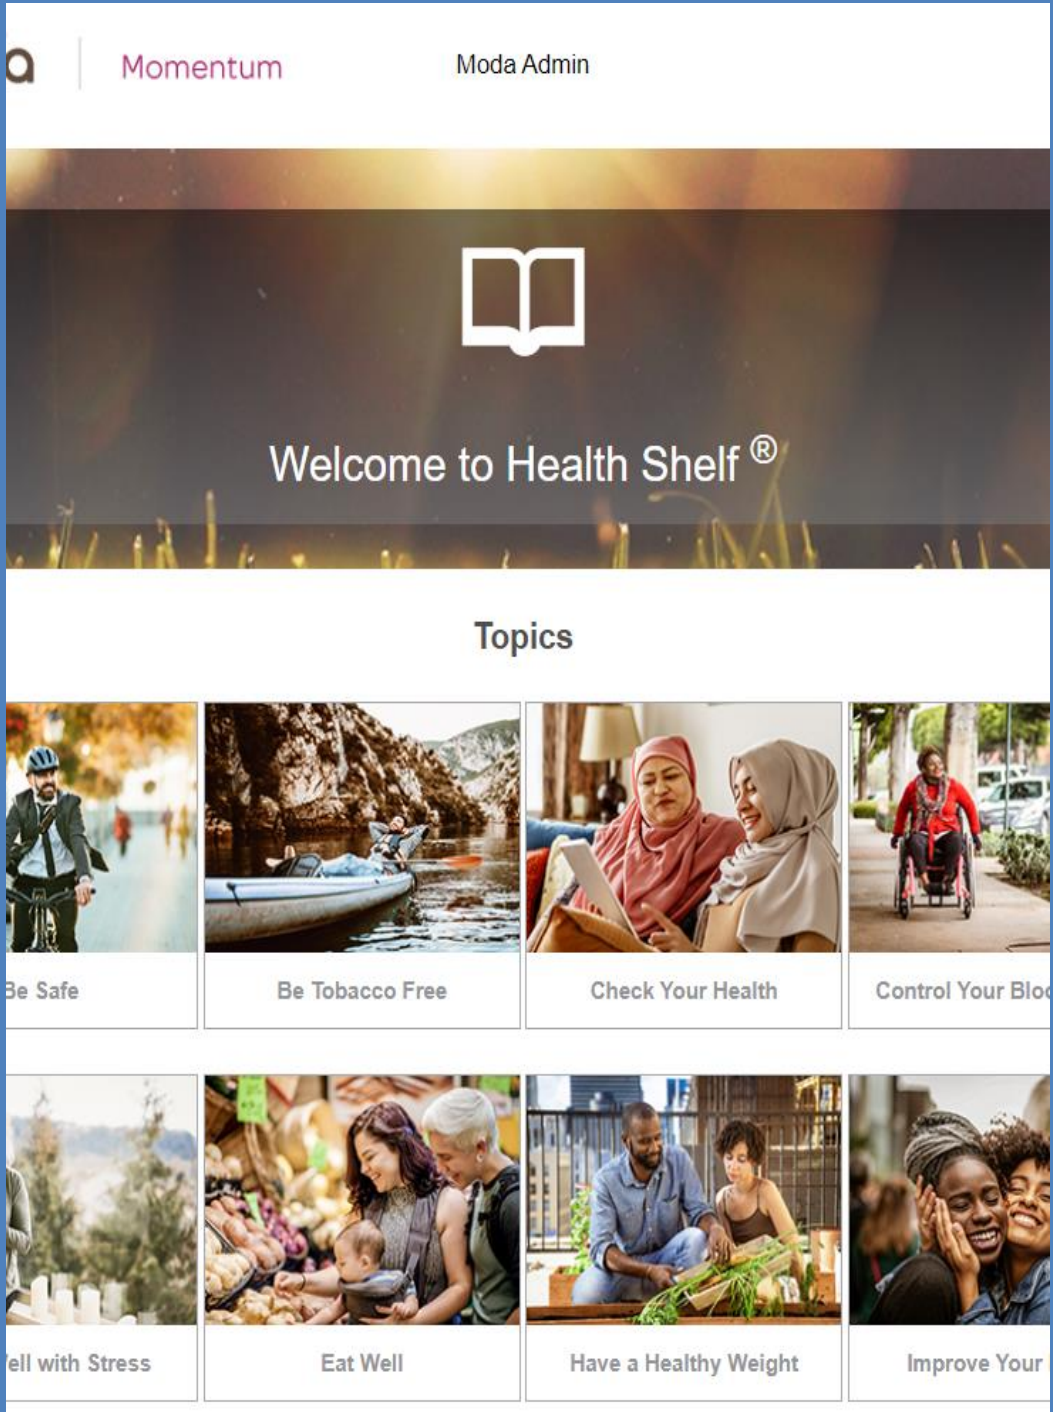 a Momentum Moda Admin
Welcome to Health Shelf ®
Topics
Be Safe Be Tobacco Free Check Your Health Control Your Bloo
ell with Stress Eat Well Have a Healthy Weight Improve Your